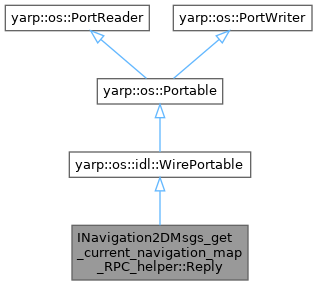 yarp::os::PortReader
yarp::os::PortWriter
yarp::os::Portable
yarp::os::idl::WirePortable
INavigation2DMsgs_get
_current_navigation_map
_RPC_helper::Reply